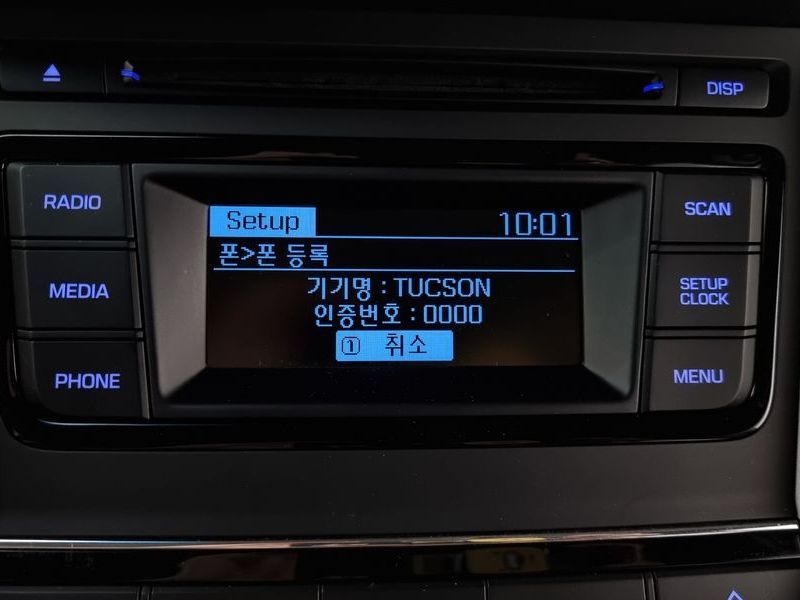 DISP
RADIO
MEDIA
PHONE
Setup 10:01
폰>폰 등록
기기명 : TUCSON
인증번호 : 0000
① 취소
SCAN
SETUP
CLOCK
MENU